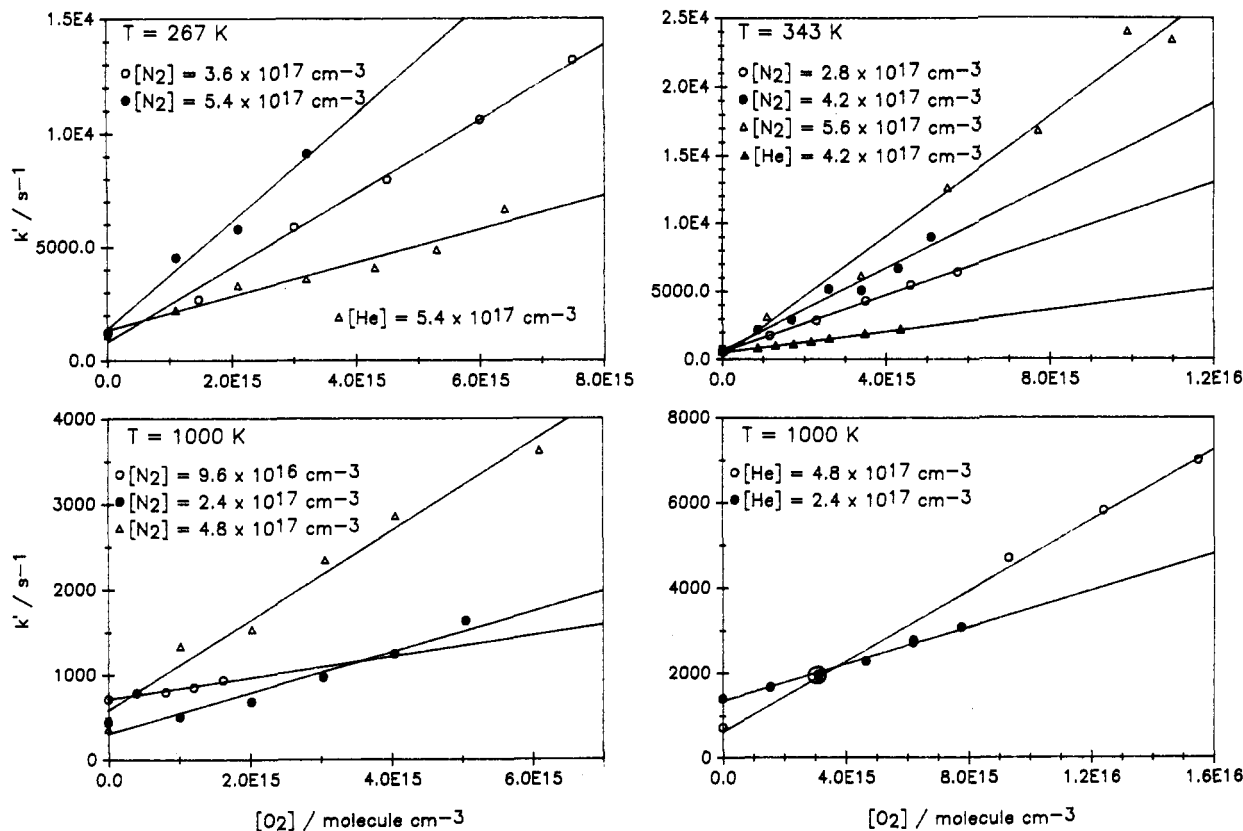 1.5E4
T = 267 K
○ [N2] = 3.6 x 10^17 cm-3
● [N2] = 5.4 x 10^17 cm-3
1.0E4
k' / s-1
5000.0
△ [He] = 5.4 x 10^17 cm-3
0.0
0.0 2.0E15 4.0E15 6.0E15 8.0E15
2.5E4
T = 343 K
○ [N2] = 2.8 x 10^17 cm-3
2.0E4
● [N2] = 4.2 x 10^17 cm-3
△ [N2] = 5.6 x 10^17 cm-3
1.5E4
▲ [He] = 4.2 x 10^17 cm-3
1.0E4
5000.0
0.0
0.0 4.0E15 8.0E15 1.2E16
4000
T = 1000 K
○ [N2] = 9.6 x 10^16 cm-3
● [N2] = 2.4 x 10^17 cm-3
3000
△ [N2] = 4.8 x 10^17 cm-3
k' / s-1
2000
1000
0
0.0 2.0E15 4.0E15 6.0E15
[O2] / molecule cm-3
8000
T = 1000 K
○ [He] = 4.8 x 10^17 cm-3
● [He] = 2.4 x 10^17 cm-3
6000
4000
2000
0
0.0 4.0E15 8.0E15 1.2E16 1.6E16
[O2] / molecule cm-3